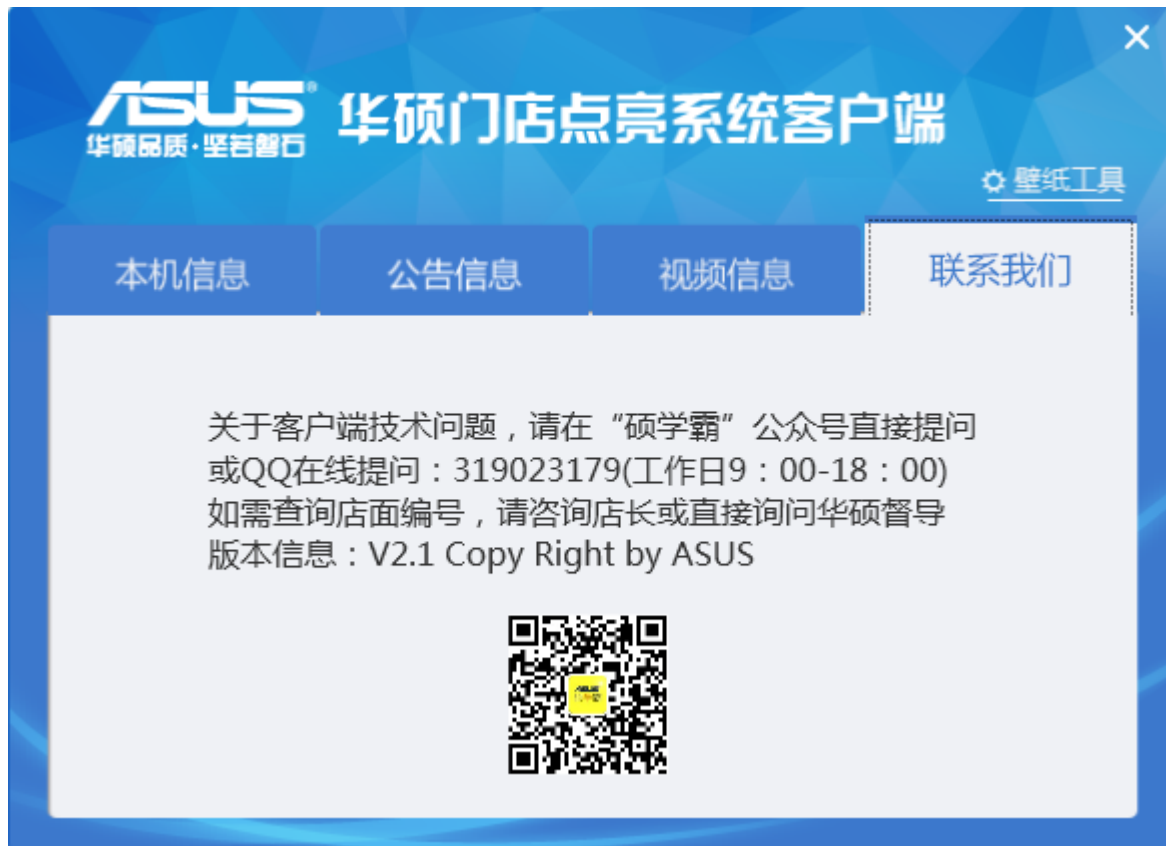 ASUS®
华硕品质·坚若磐石
华硕门店点亮系统客户端
壁纸工具
本机信息
公告信息
视频信息
联系我们
关于客户端技术问题，请在“硕学霸”公众号直接提问
或QQ在线提问：319023179(工作日9：00-18：00)
如需查询店面编号，请咨询店长或直接询问华硕督导
版本信息：V2.1 Copy Right by ASUS
ASUS